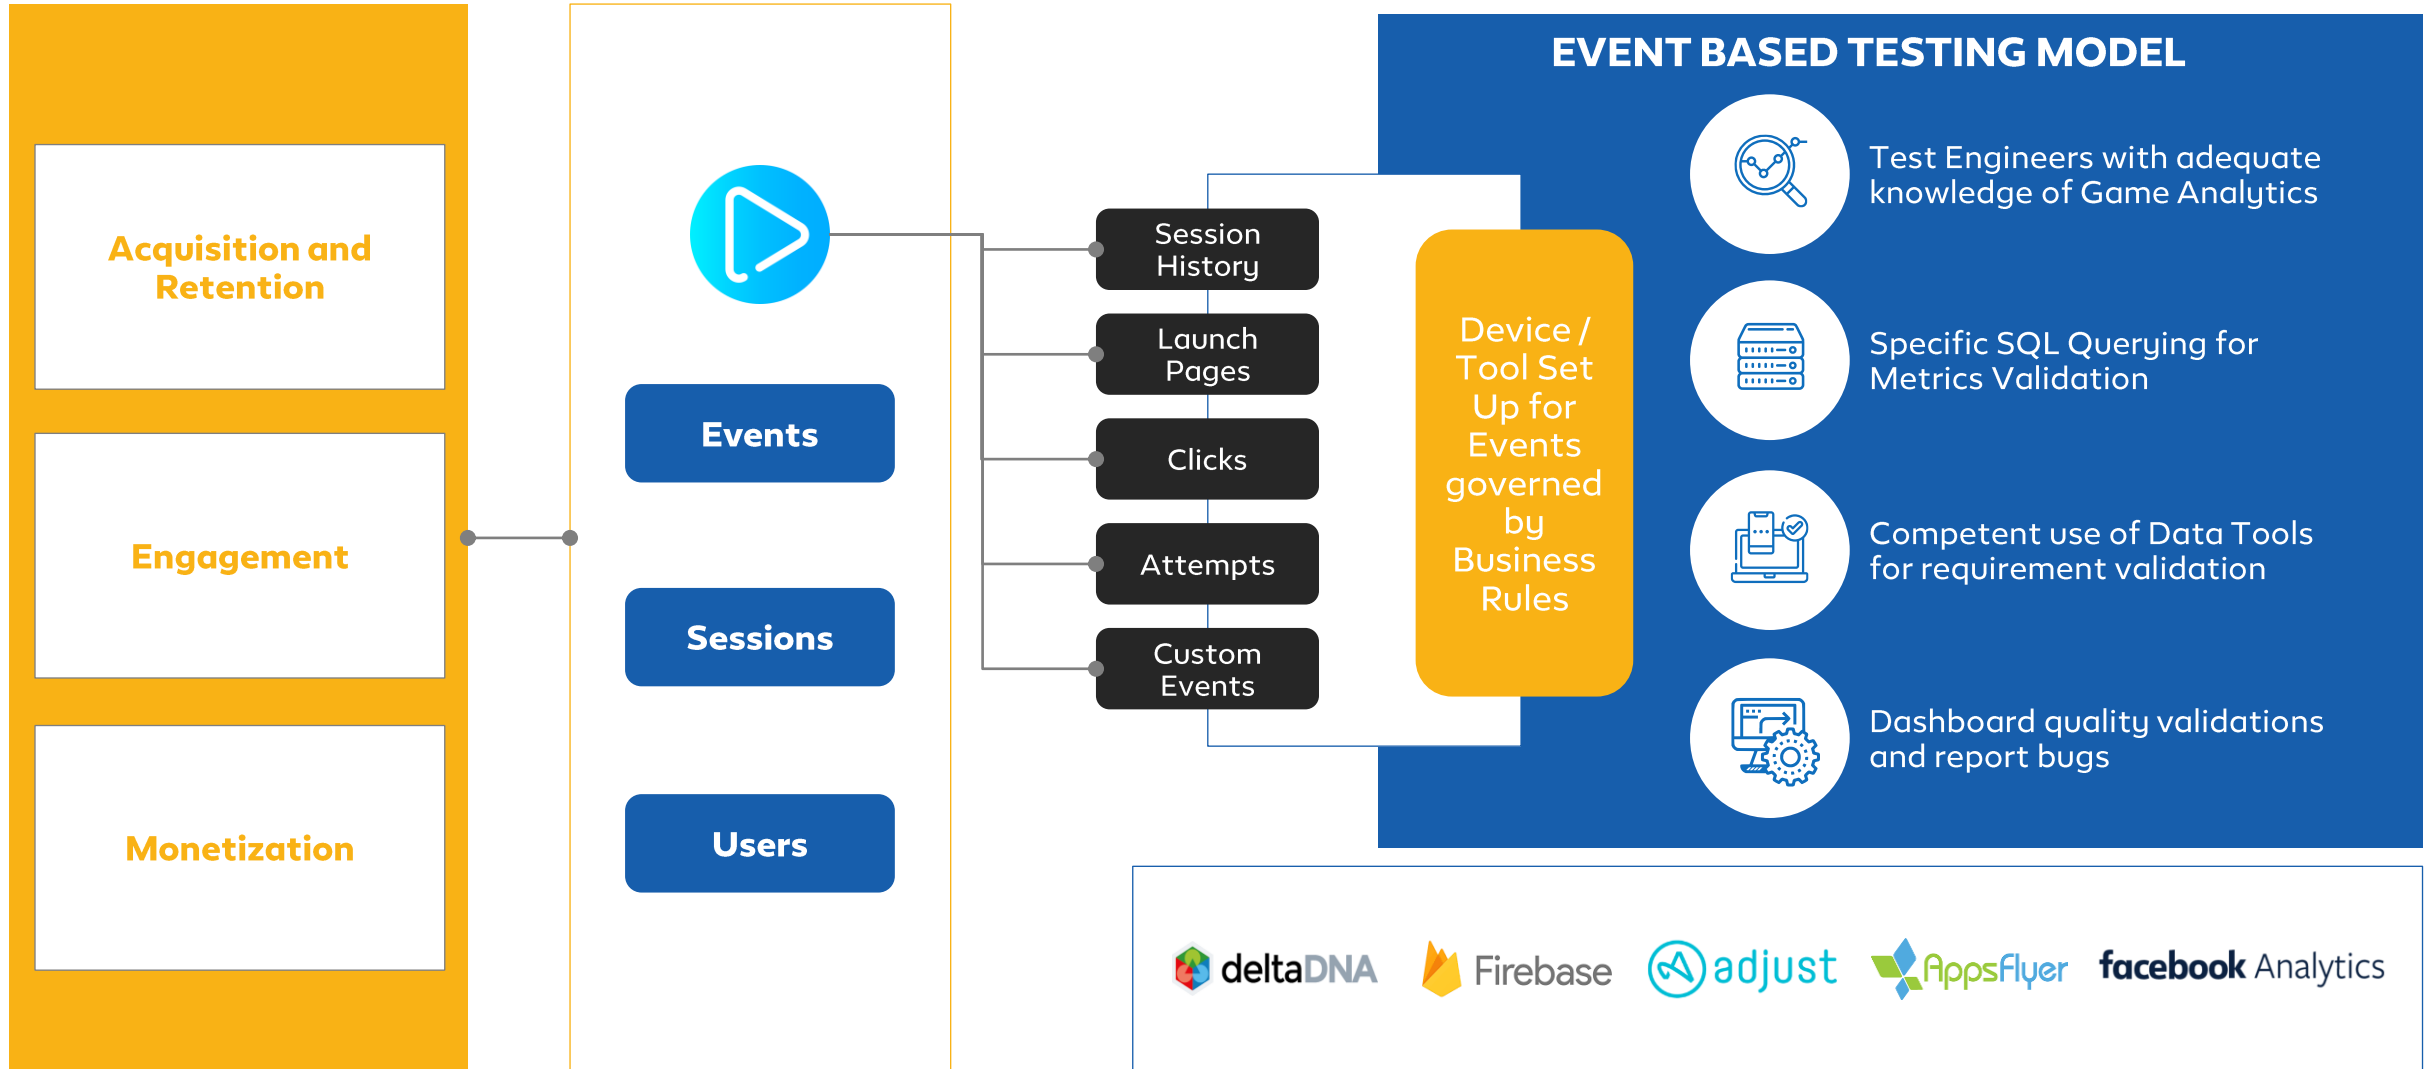 Acquisition and
Retention
Engagement
Monetization
Events
Sessions
Users
Session
History
Launch
Pages
Clicks
Attempts
Custom
Events
Device /
Tool Set
Up for
Events
governed
by
Business
Rules
EVENT BASED TESTING MODEL
Test Engineers with adequate
knowledge of Game Analytics
Specific SQL Querying for
Metrics Validation
Competent use of Data Tools
for requirement validation
Dashboard quality validations
and report bugs
deltaDNA
Firebase
adjust
AppsFlyer
facebook Analytics